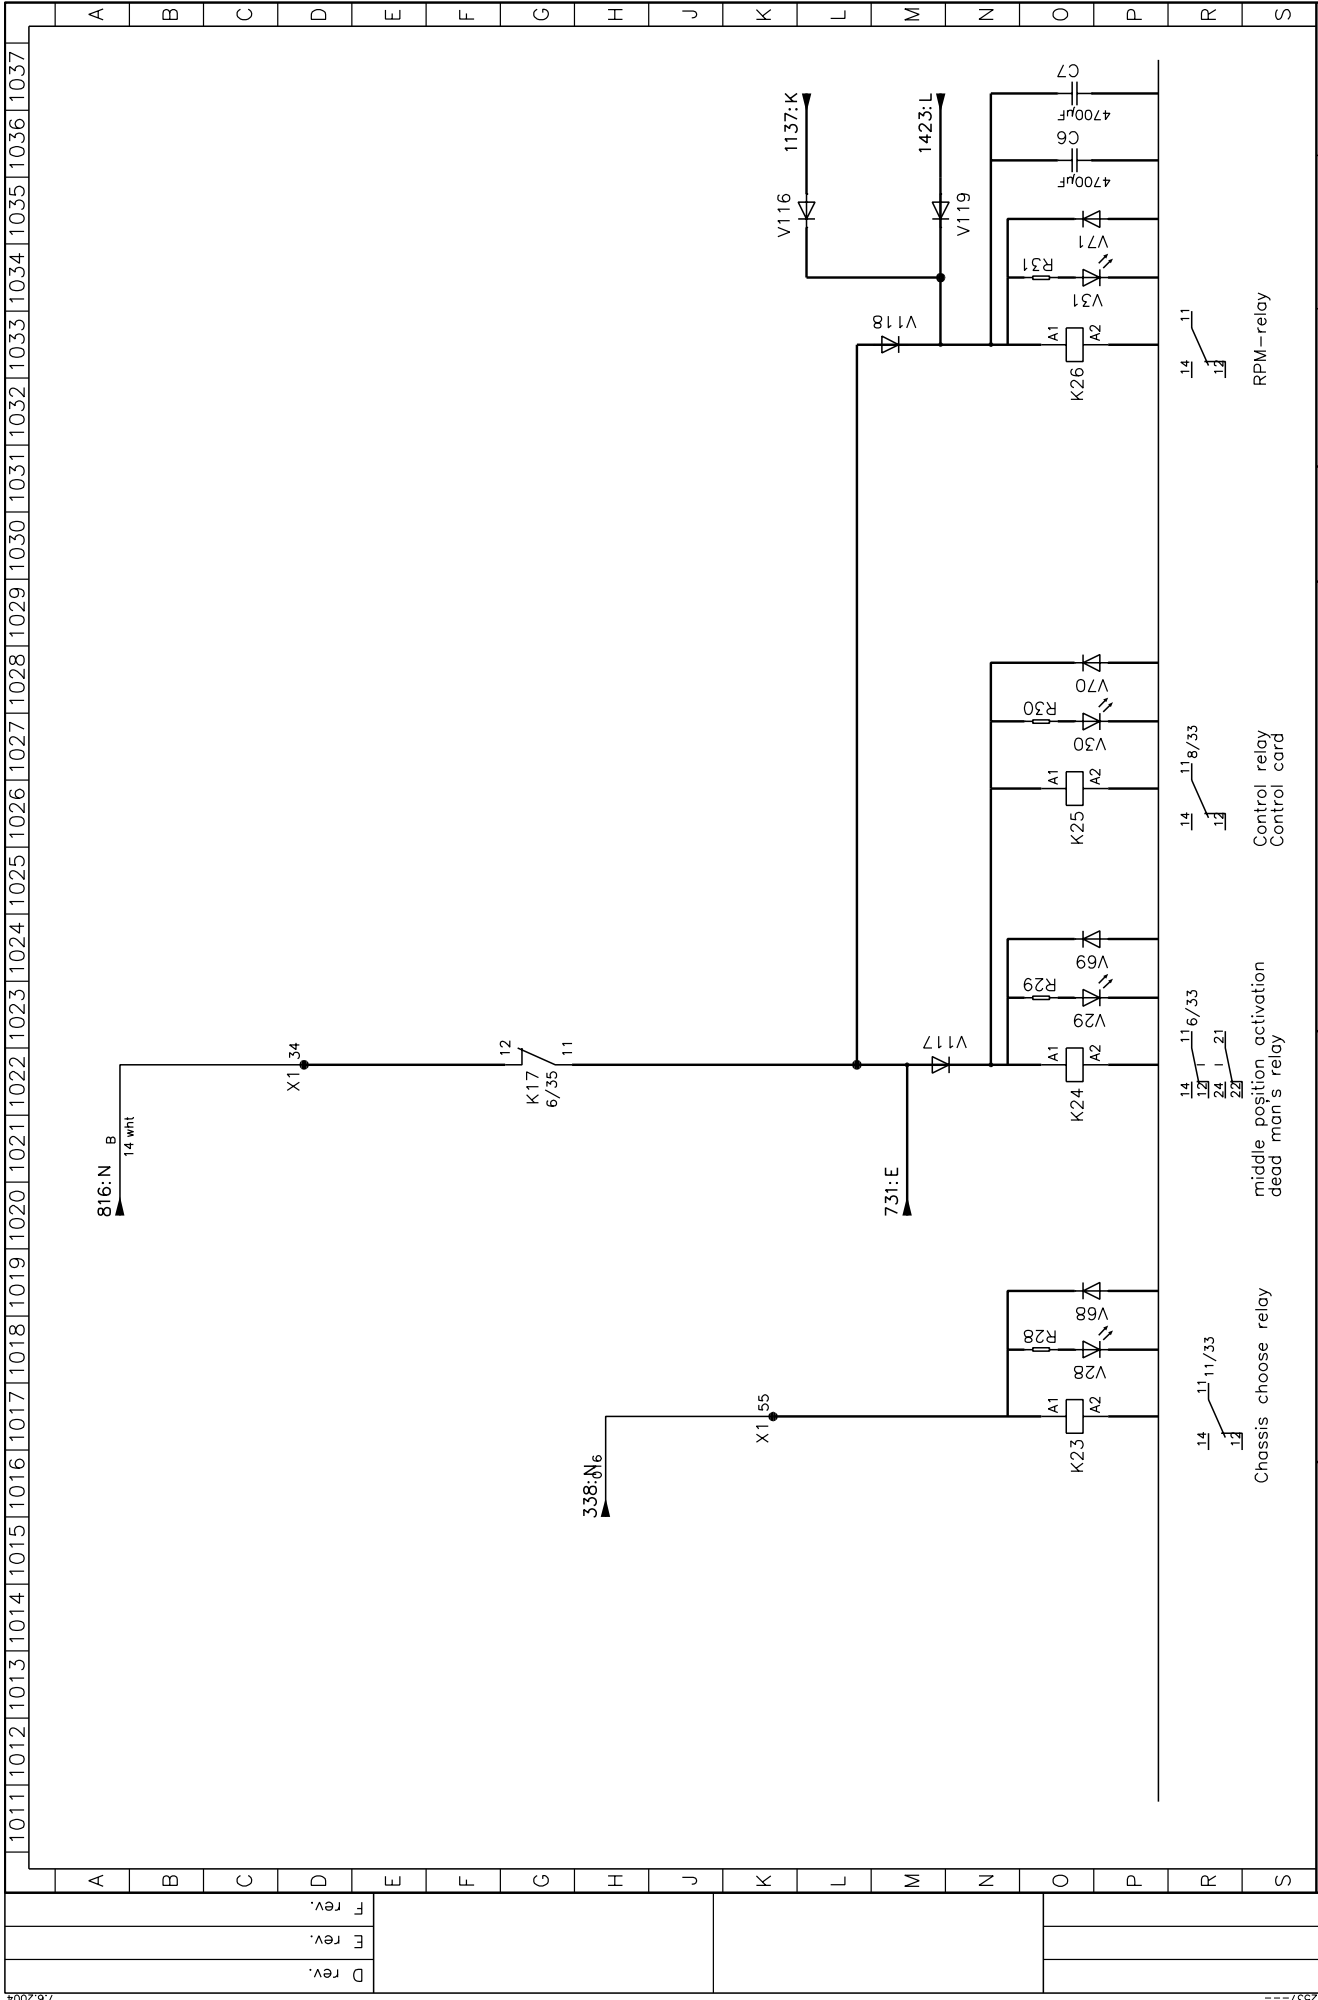 A B C D E F G H J K L M N O P R S
1011 1012 1013 1014 1015 1016 1017 1018 1019 1020 1021 1022 1023 1024 1025 1026 1027 1028 1029 1030 1031 1032 1033 1034 1035 1036 1037
816:N
B
14 wht
X1 34
K17
6/35
12
11
731:E
V117
338:N
016
X1 55
1137:K
V116
1423:L
V119
V118
K23
A1
A2
R28
V28
V68
K24
A1
A2
R29
V29
V69
K25
A1
A2
R30
V30
V70
K26
A1
A2
R31
V31
V71
C6
4700µF
C7
4700µF
14
12
11
11/33
Chassis choose relay
14
12
11
6/33
24
22
21
middle position activation
dead man's relay
14
12
11
8/33
Control relay
Control card
14
12
11
RPM-relay
A B C D E F G H J K L M N O P R S
F rev.
E rev.
D rev.
7.6.2004